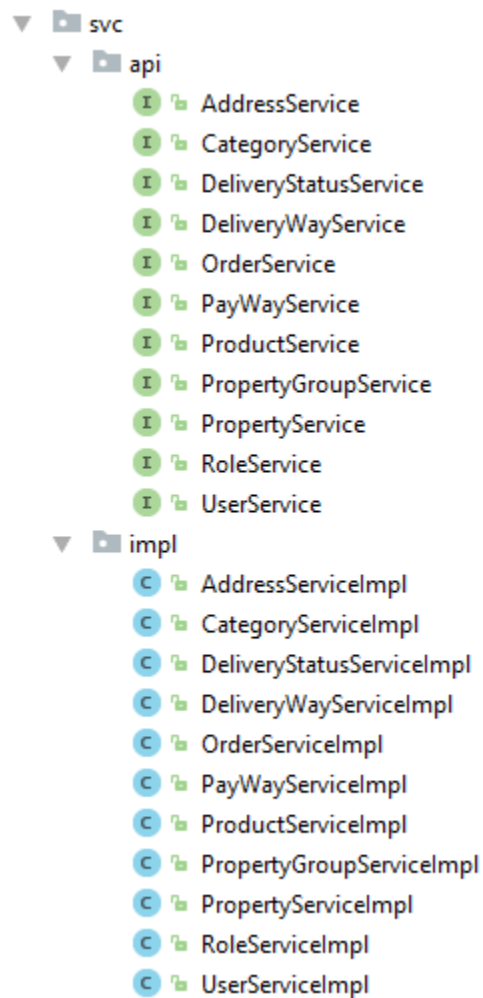 svc
api
I AddressService
I CategoryService
I DeliveryStatusService
I DeliveryWayService
I OrderService
I PayWayService
I ProductService
I PropertyGroupService
I PropertyService
I RoleService
I UserService
impl
C AddressServiceImpl
C CategoryServiceImpl
C DeliveryStatusServiceImpl
C DeliveryWayServiceImpl
C OrderServiceImpl
C PayWayServiceImpl
C ProductServiceImpl
C PropertyGroupServiceImpl
C PropertyServiceImpl
C RoleServiceImpl
C UserServiceImpl